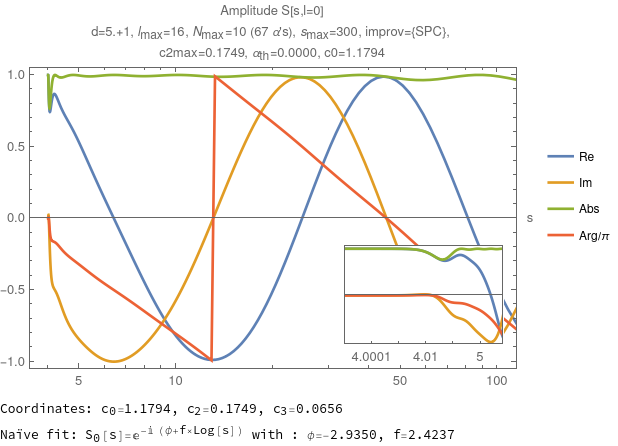 Amplitude S[s,l=0]
d=5.+1, lmax=16, Nmax=10 (67 α's), smax=300, improv={SPC},
c2max=0.1749, αth=0.0000, c0=1.1794
1.0
0.5
0.0
-0.5
-1.0
5
10
50
100
s
Re
Im
Abs
Arg/π
4.0001
4.01
5
Coordinates: c0=1.1794, c2=0.1749, c3=0.0656
Naïve fit: S0[s]=e^-i (ϕ+f×Log[s]) with : ϕ=-2.9350, f=2.4237